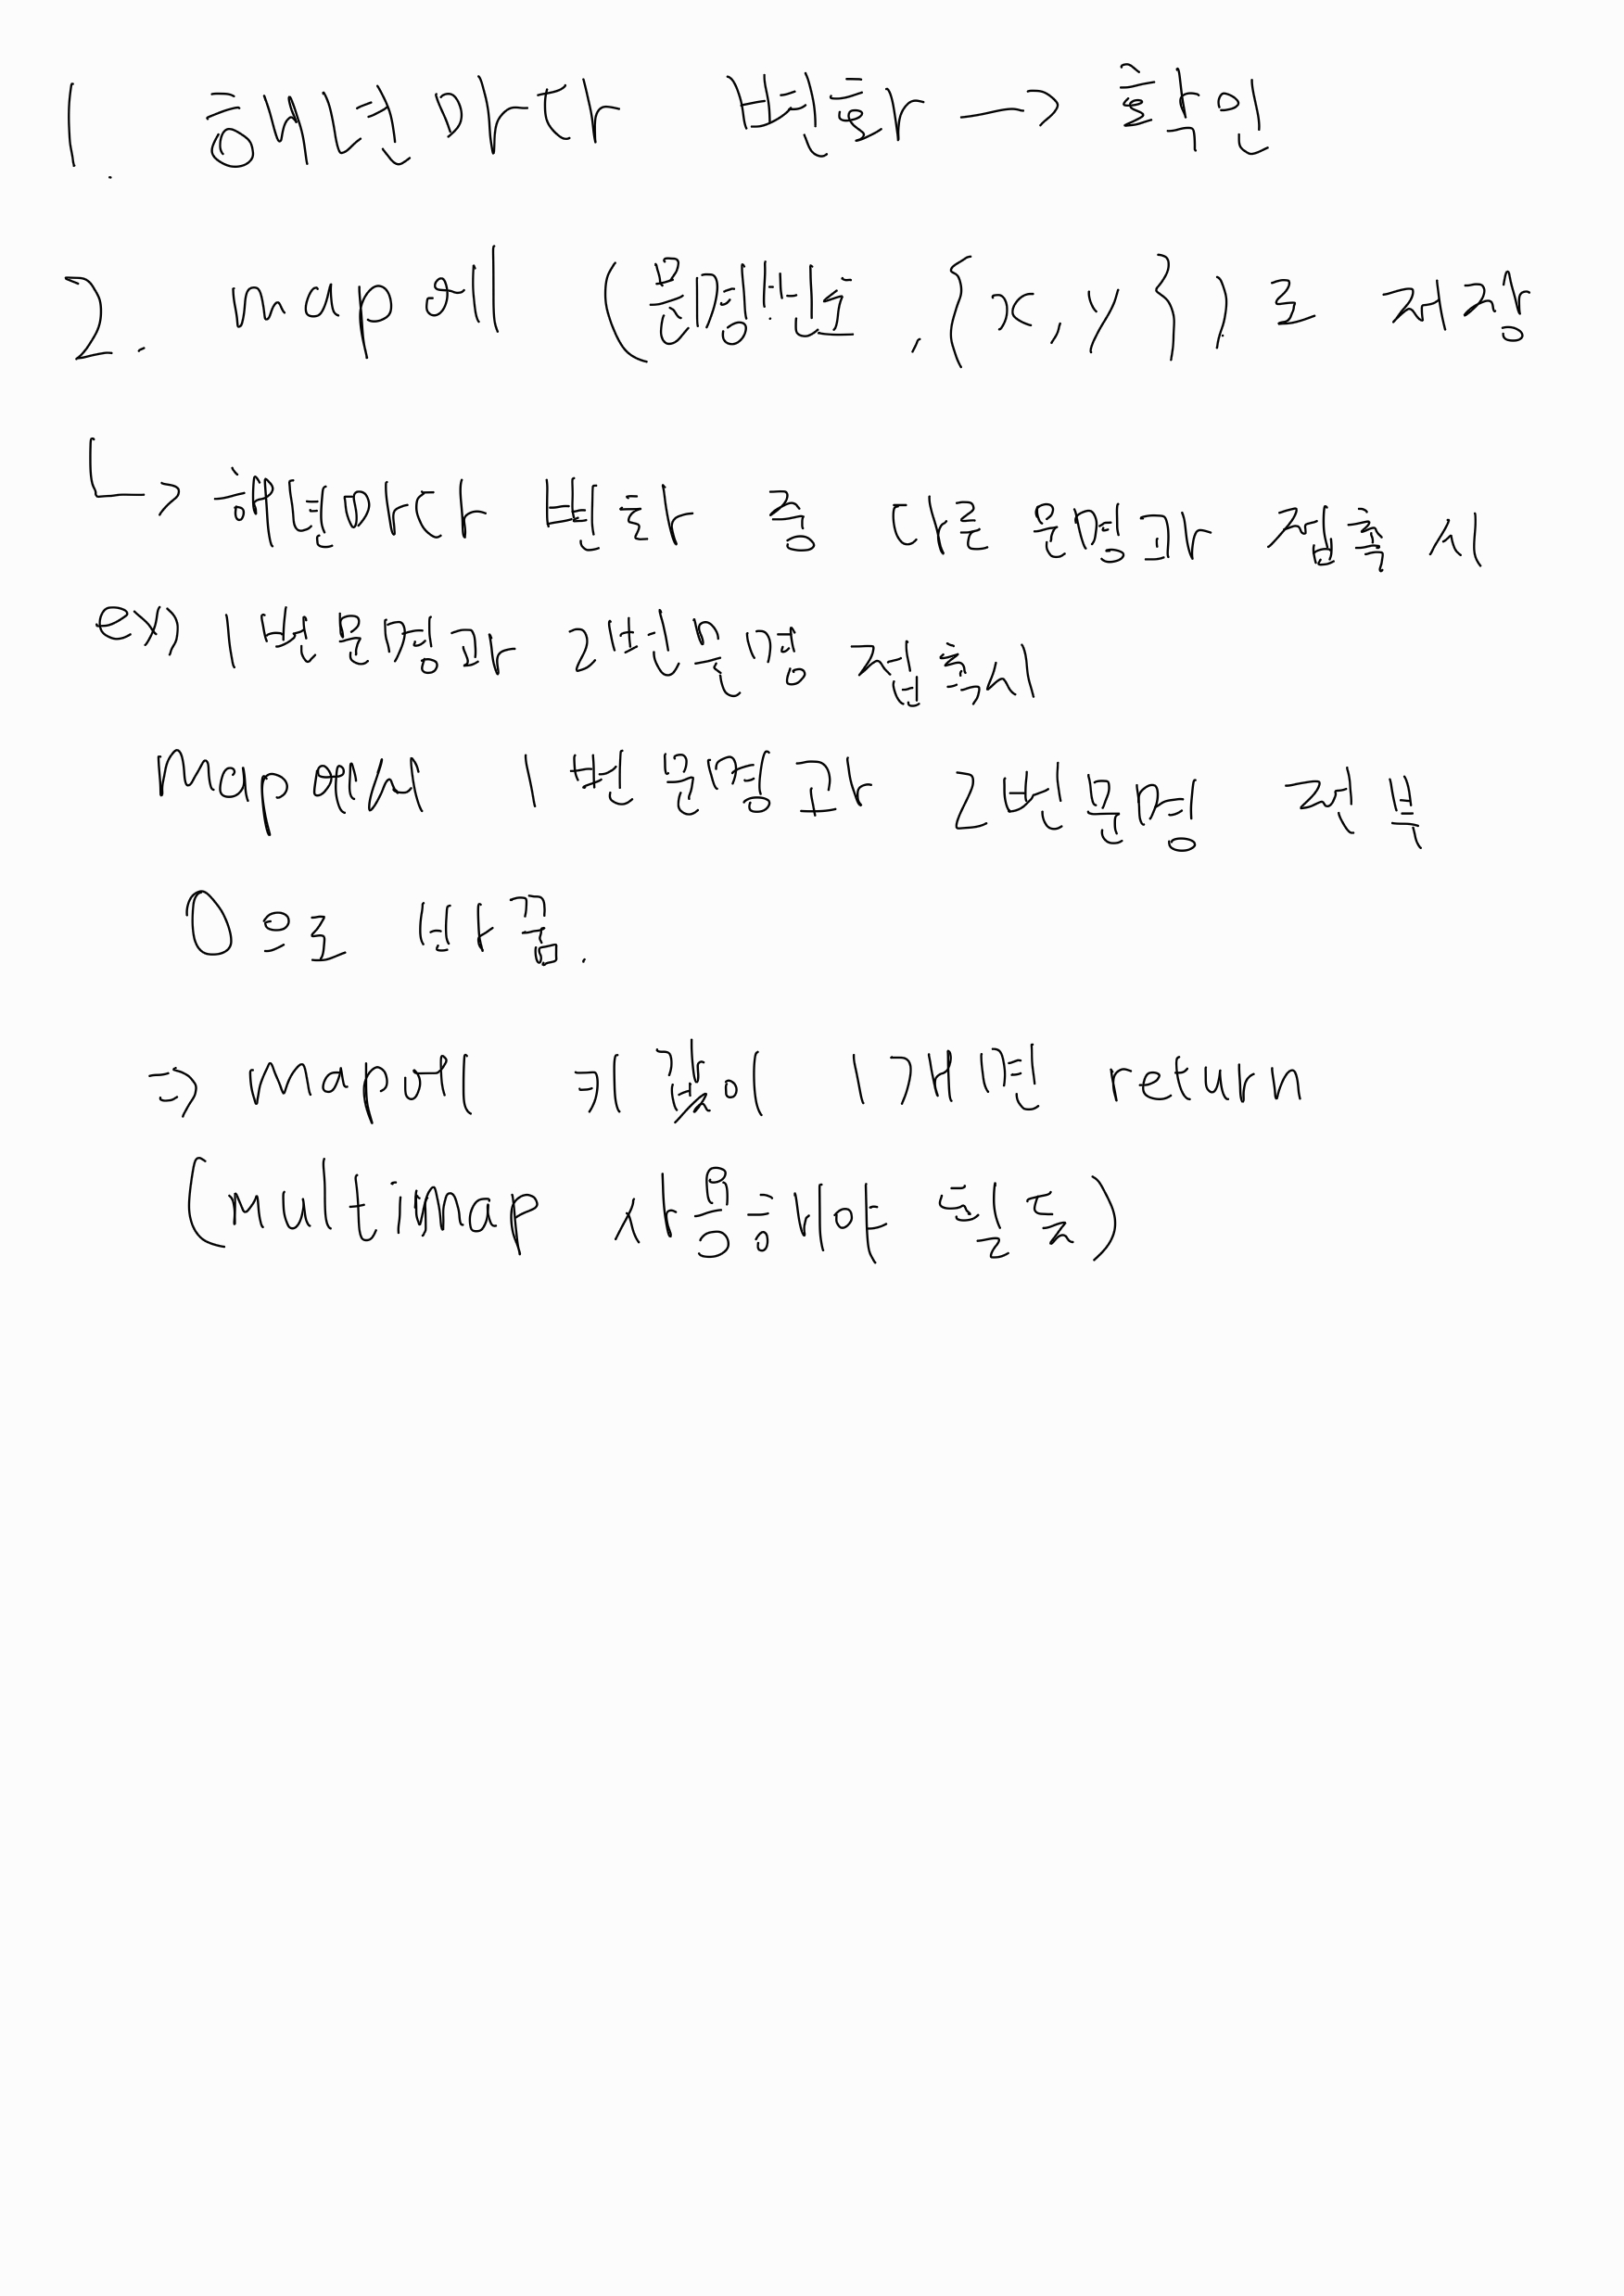 1. 해년마다 변화 → 확인
2. map에 (문명번호, {x, y})로 저장
↳ 해년마다 변화 중 다른 문명과 접촉 시
ex) 1번문명과 2번문명 접촉시
map에서 1번 문명과 2번문명 전부
0으로 바꿈.
⇒ map에 키 값이 1개면 return
(multimap 사용해야 될 듯)